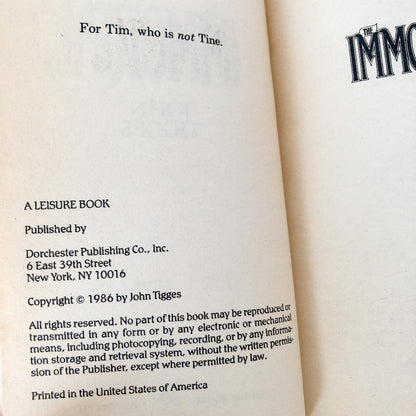 For Tim, who is not Tine.
A LEISURE BOOK
Published by
Dorchester Publishing Co., Inc.
6 East 39th Street
New York, NY 10016
Copyright © 1986 by John Tigges
All rights reserved. No part of this book may be reproduced or
transmitted in any form or by any electronic or mechanical
means, including photocopying, recording, or by any informa-
tion storage and retrieval system, without the written permis-
sion of the Publisher, except where permitted by law.
Printed in the United States of America
THE
IMMO